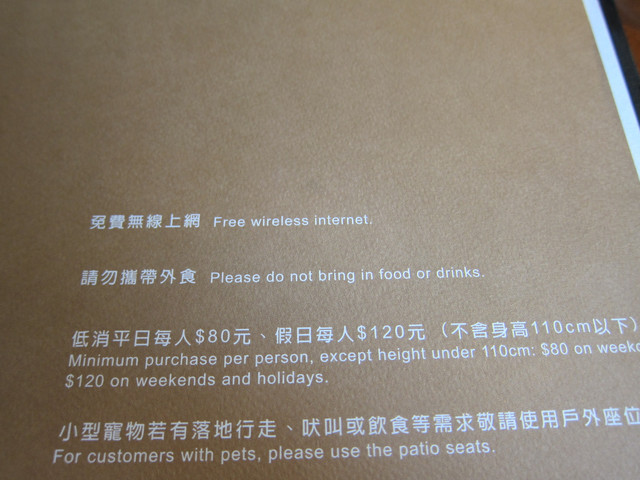 免費無線上網 Free wireless internet.
請勿攜帶外食 Please do not bring in food or drinks.
低消平日每人$80元、假日每人$120元（不含身高110cm以下）
Minimum purchase per person, except height under 110cm: $80 on
$120 on weekends and holidays.
小型寵物若有落地行走、吠叫或飲食等需求敬請使用戶外座位
For customers with pets, please use the patio seats.